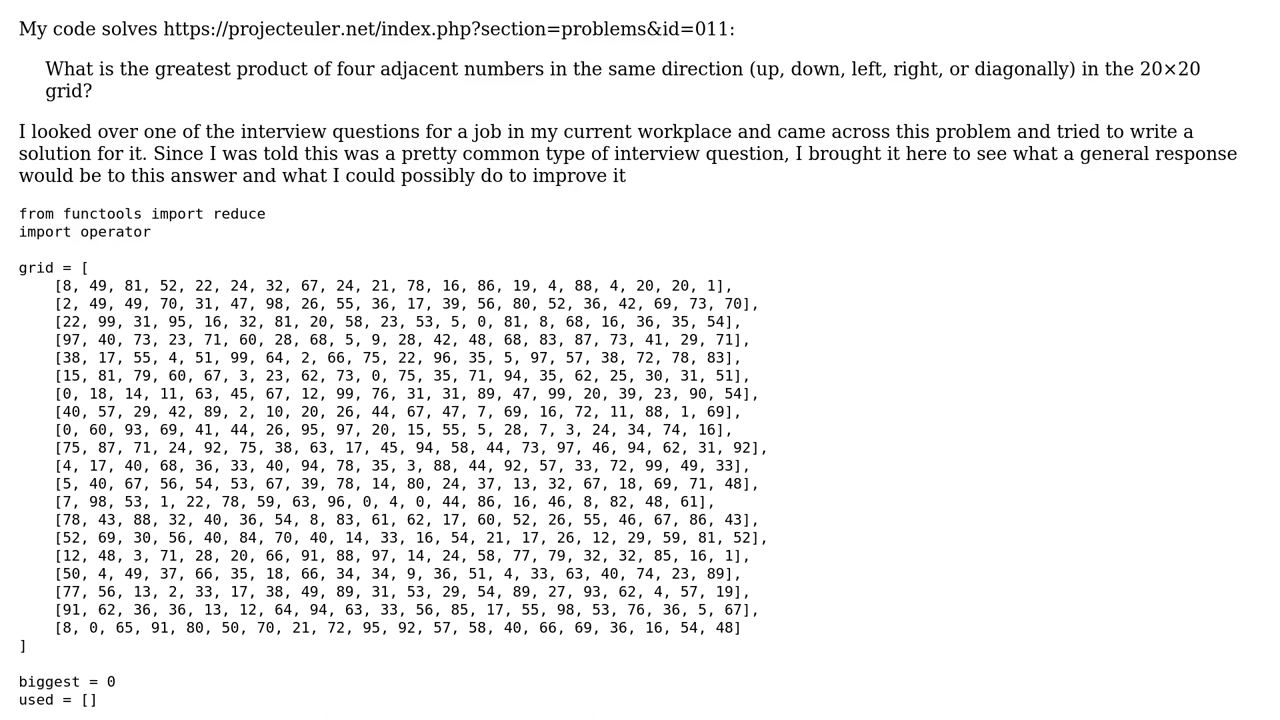 My code solves https://projecteuler.net/index.php?section=problems&id=011:
What is the greatest product of four adjacent numbers in the same direction (up, down, left, right, or diagonally) in the 20×20
grid?
I looked over one of the interview questions for a job in my current workplace and came across this problem and tried to write a
solution for it. Since I was told this was a pretty common type of interview question, I brought it here to see what a general response
would be to this answer and what I could possibly do to improve it
from functools import reduce
import operator
grid = [
[8, 49, 81, 52, 22, 24, 32, 67, 24, 21, 78, 16, 86, 19, 4, 88, 4, 20, 20, 1],
[2, 49, 49, 70, 31, 47, 98, 26, 55, 36, 17, 39, 56, 80, 52, 36, 42, 69, 73, 70],
[22, 99, 31, 95, 16, 32, 81, 20, 58, 23, 53, 5, 0, 81, 8, 68, 16, 36, 35, 54],
[97, 40, 73, 23, 71, 60, 28, 68, 5, 9, 28, 42, 48, 68, 83, 87, 73, 41, 29, 71],
[38, 17, 55, 4, 51, 99, 64, 2, 66, 75, 22, 96, 35, 5, 97, 57, 38, 72, 78, 83],
[15, 81, 79, 60, 67, 3, 23, 62, 73, 0, 75, 35, 71, 94, 35, 62, 25, 30, 31, 51],
[0, 18, 14, 11, 63, 45, 67, 12, 99, 76, 31, 31, 89, 47, 99, 20, 39, 23, 90, 54],
[40, 57, 29, 42, 89, 2, 10, 20, 26, 44, 67, 47, 7, 69, 16, 72, 11, 88, 1, 69],
[0, 60, 93, 69, 41, 44, 26, 95, 97, 20, 15, 55, 5, 28, 7, 3, 24, 34, 74, 16],
[75, 87, 71, 24, 92, 75, 38, 63, 17, 45, 94, 58, 44, 73, 97, 46, 94, 62, 31, 92],
[4, 17, 40, 68, 36, 33, 40, 94, 78, 35, 3, 88, 44, 92, 57, 33, 72, 99, 49, 33],
[5, 40, 67, 56, 54, 53, 67, 39, 78, 14, 80, 24, 37, 13, 32, 67, 18, 69, 71, 48],
[7, 98, 53, 1, 22, 78, 59, 63, 96, 0, 4, 0, 44, 86, 16, 46, 8, 82, 48, 61],
[78, 43, 88, 32, 40, 36, 54, 8, 83, 61, 62, 17, 60, 52, 26, 55, 46, 67, 86, 43],
[52, 69, 30, 56, 40, 84, 70, 40, 14, 33, 16, 54, 21, 17, 26, 12, 29, 59, 81, 52],
[12, 48, 3, 71, 28, 20, 66, 91, 88, 97, 14, 24, 58, 77, 79, 32, 32, 85, 16, 1],
[50, 4, 49, 37, 66, 35, 18, 66, 34, 34, 9, 36, 51, 4, 33, 63, 40, 74, 23, 89],
[77, 56, 13, 2, 33, 17, 38, 49, 89, 31, 53, 29, 54, 89, 27, 93, 62, 4, 57, 19],
[91, 62, 36, 36, 13, 12, 64, 94, 63, 33, 56, 85, 17, 55, 98, 53, 76, 36, 5, 67],
[8, 0, 65, 91, 80, 50, 70, 21, 72, 95, 92, 57, 58, 40, 66, 69, 36, 16, 54, 48]
]
biggest = 0
used = []